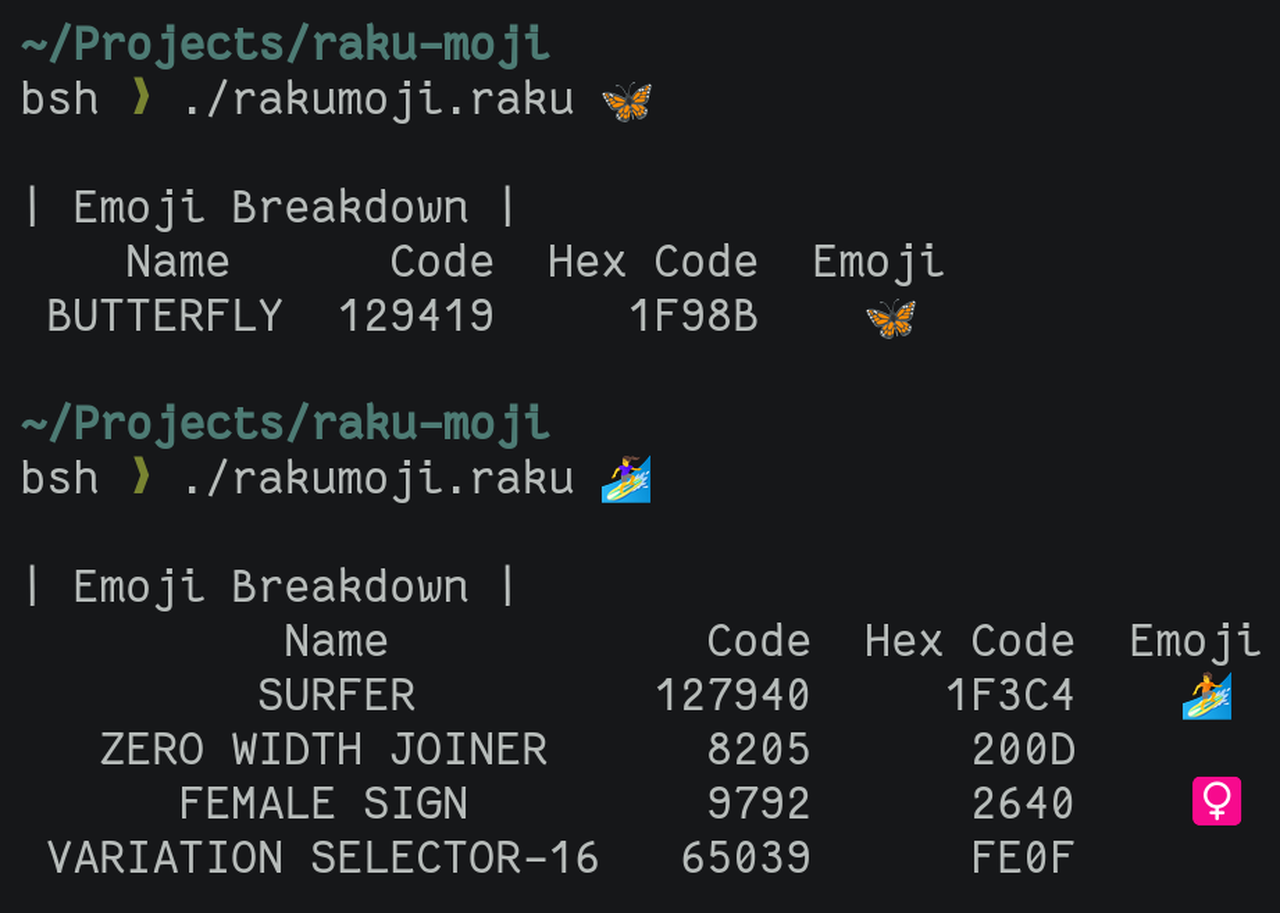 ~/Projects/raku-moji
bsh ❯ ./rakumoji.raku 🦋
| Emoji Breakdown |
Name Code Hex Code Emoji
BUTTERFLY 129419 1F98B 🦋
~/Projects/raku-moji
bsh ❯ ./rakumoji.raku 🏄‍♀️
| Emoji Breakdown |
Name Code Hex Code Emoji
SURFER 127940 1F3C4 🏄
ZERO WIDTH JOINER 8205 200D
FEMALE SIGN 9792 2640 ♀
VARIATION SELECTOR-16 65039 FE0F